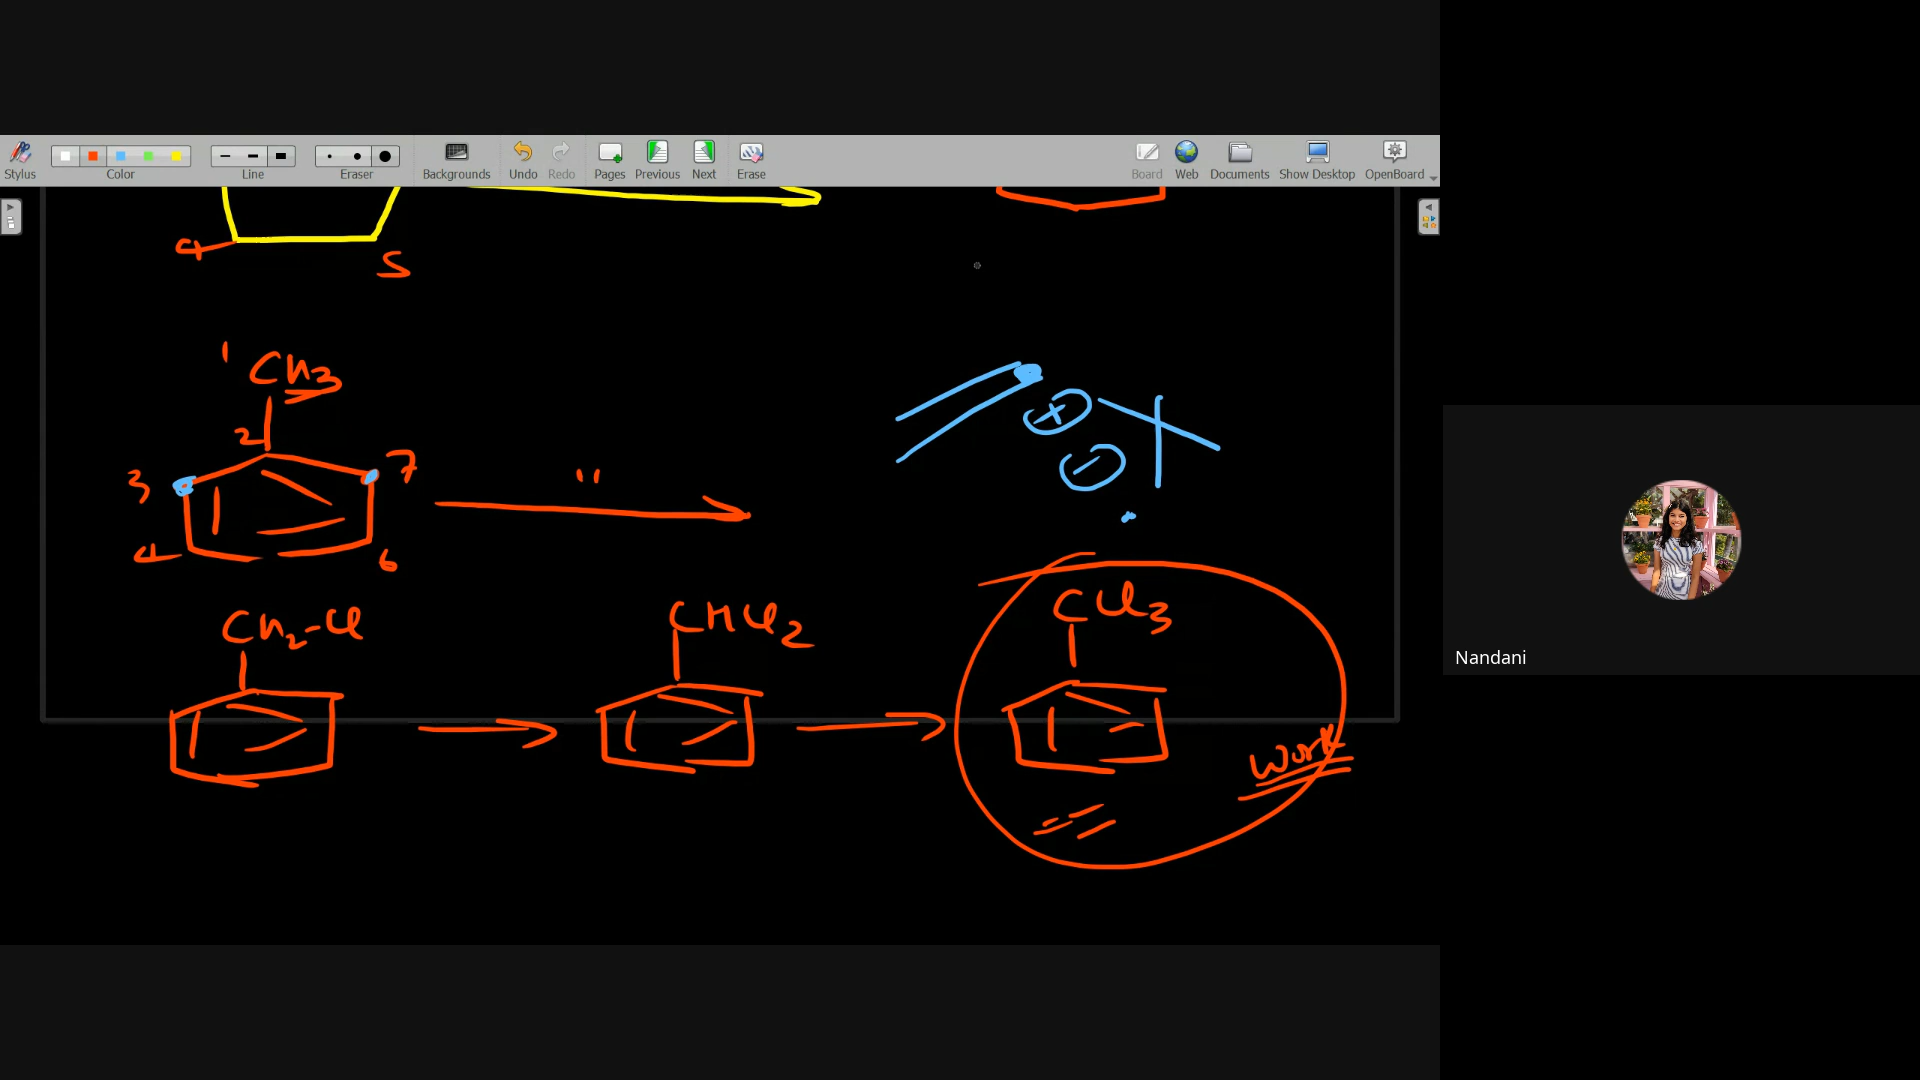 Stylus Color Line Eraser Backgrounds Undo Redo Pages Previous Next Erase Board Web Documents Show Desktop OpenBoard
4
5
1 CH3
2
3 7
"
4 6
+
-
CH2-Cl CHCl2 CCl3
Work
Nandani